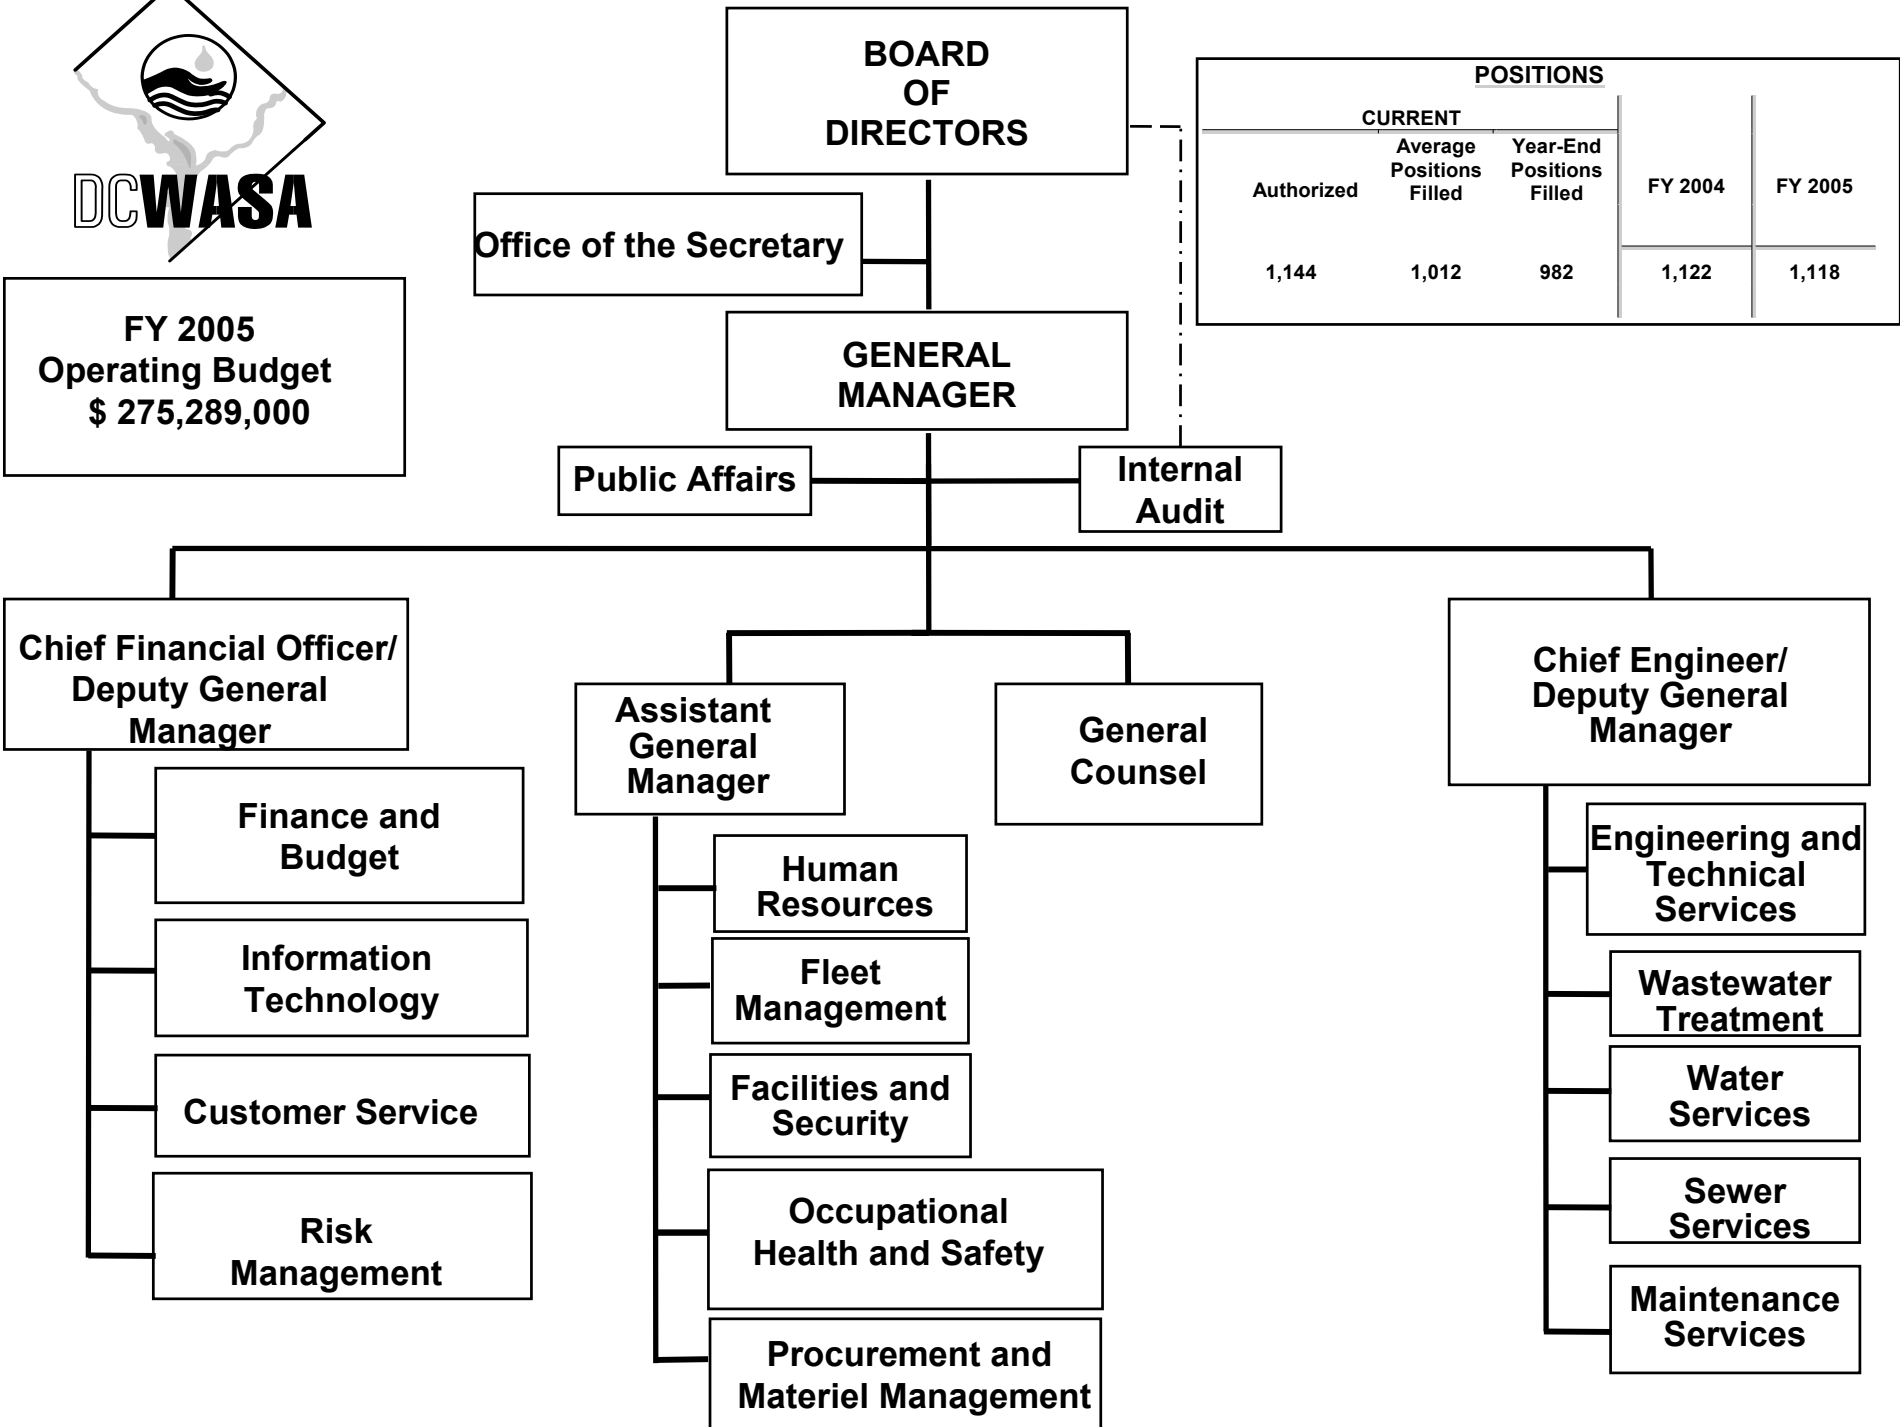 BOARD
OF
DIRECTORS
POSITIONS
CURRENT
Authorized
Average
Positions
Filled
Year-End
Positions
Filled
FY 2004
FY 2005
1,144
1,012
982
1,122
1,118
DCWASA
Office of the Secretary
FY 2005
Operating Budget
$ 275,289,000
GENERAL
MANAGER
Public Affairs
Internal
Audit
Chief Financial Officer/
Deputy General
Manager
Finance and
Budget
Information
Technology
Customer Service
Risk
Management
Assistant
General
Manager
Human
Resources
Fleet
Management
Facilities and
Security
Occupational
Health and Safety
Procurement and
Materiel Management
General
Counsel
Chief Engineer/
Deputy General
Manager
Engineering and
Technical
Services
Wastewater
Treatment
Water
Services
Sewer
Services
Maintenance
Services